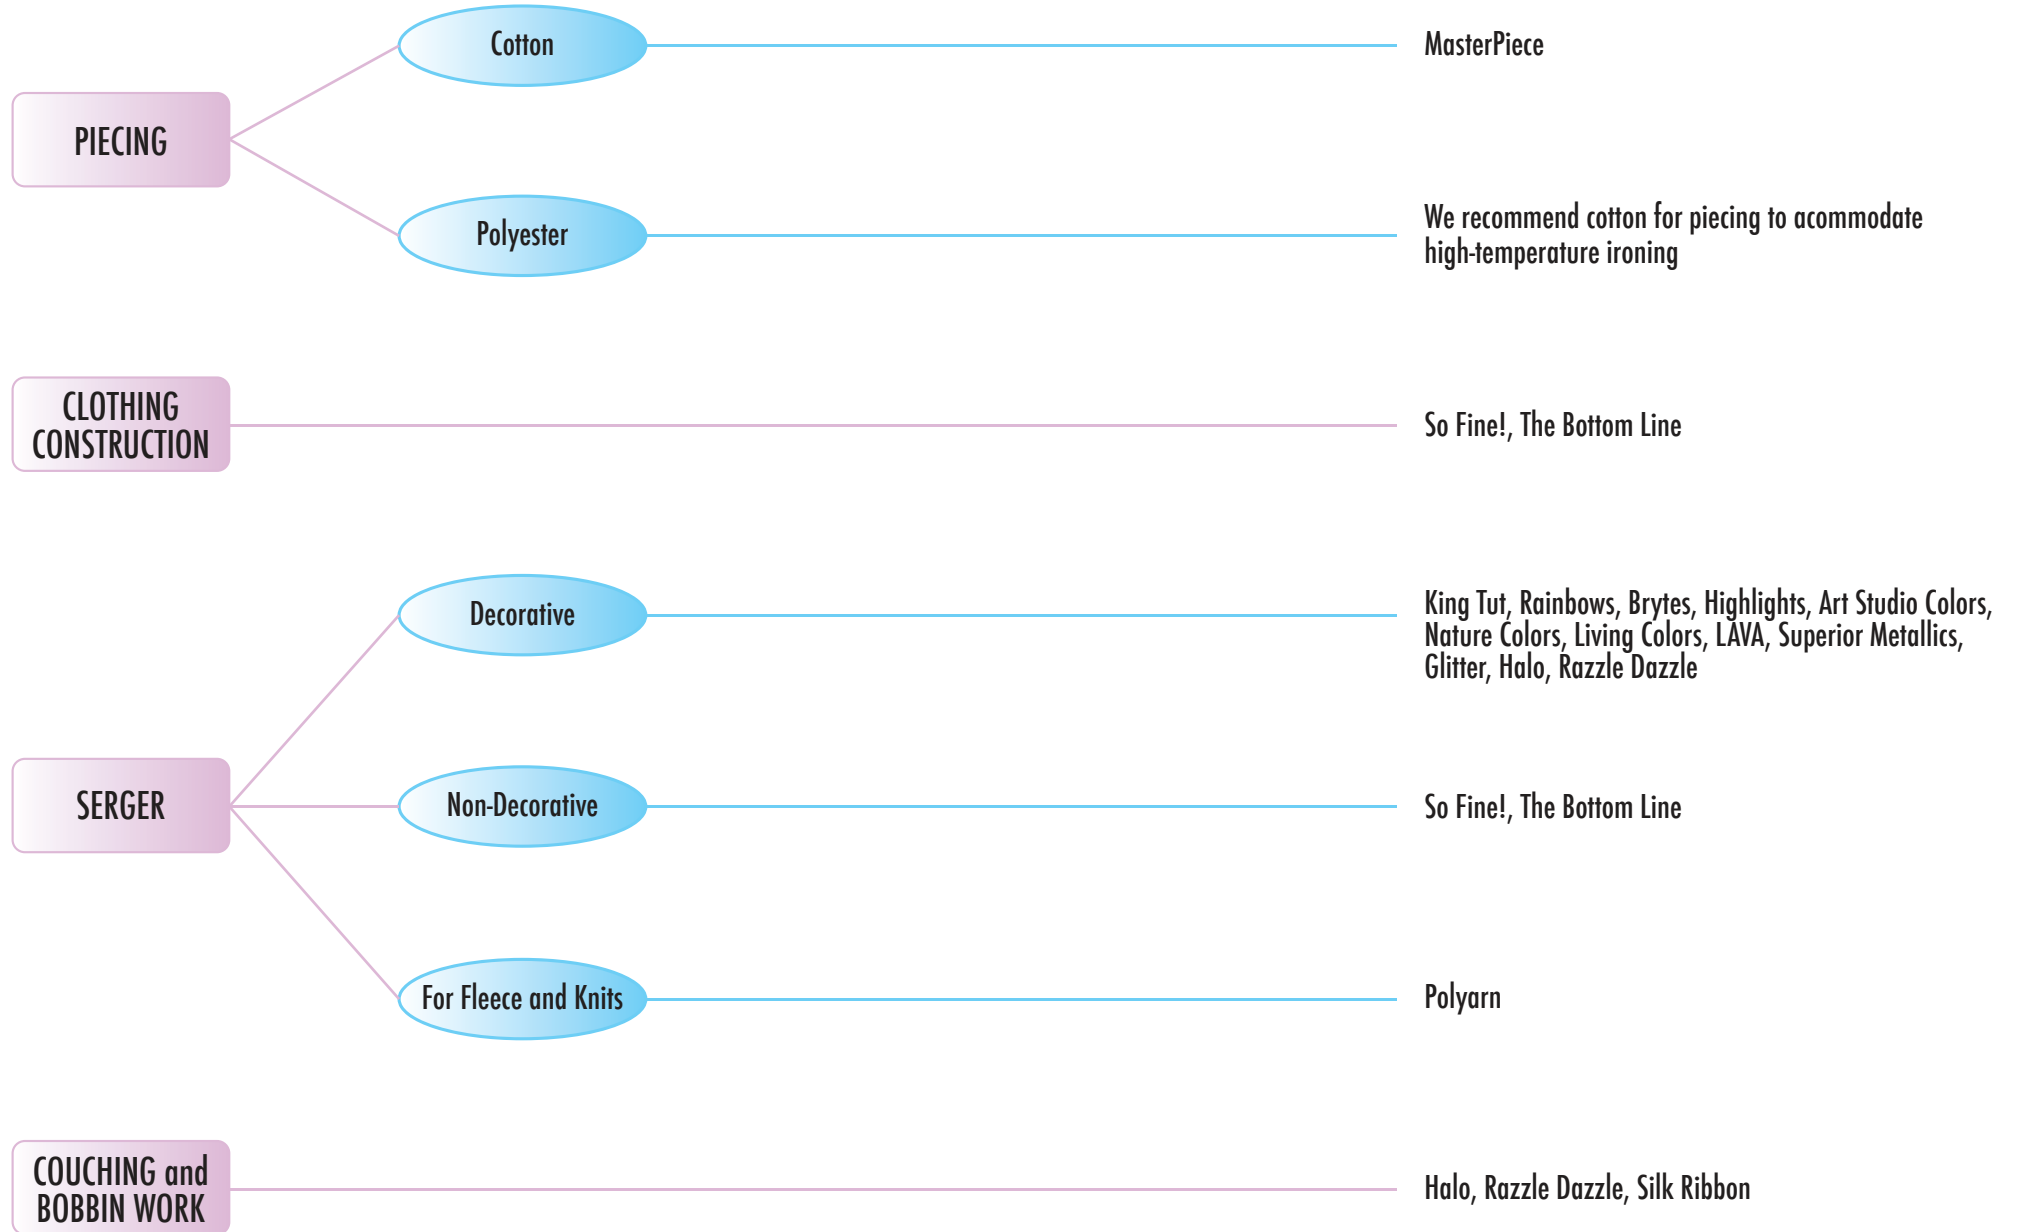 Cotton
MasterPiece
PIECING
Polyester
We recommend cotton for piecing to acommodate
high-temperature ironing
CLOTHING
CONSTRUCTION
So Fine!, The Bottom Line
Decorative
King Tut, Rainbows, Brytes, Highlights, Art Studio Colors,
Nature Colors, Living Colors, LAVA, Superior Metallics,
Glitter, Halo, Razzle Dazzle
SERGER
Non-Decorative
So Fine!, The Bottom Line
For Fleece and Knits
Polyarn
COUCHING and
BOBBIN WORK
Halo, Razzle Dazzle, Silk Ribbon